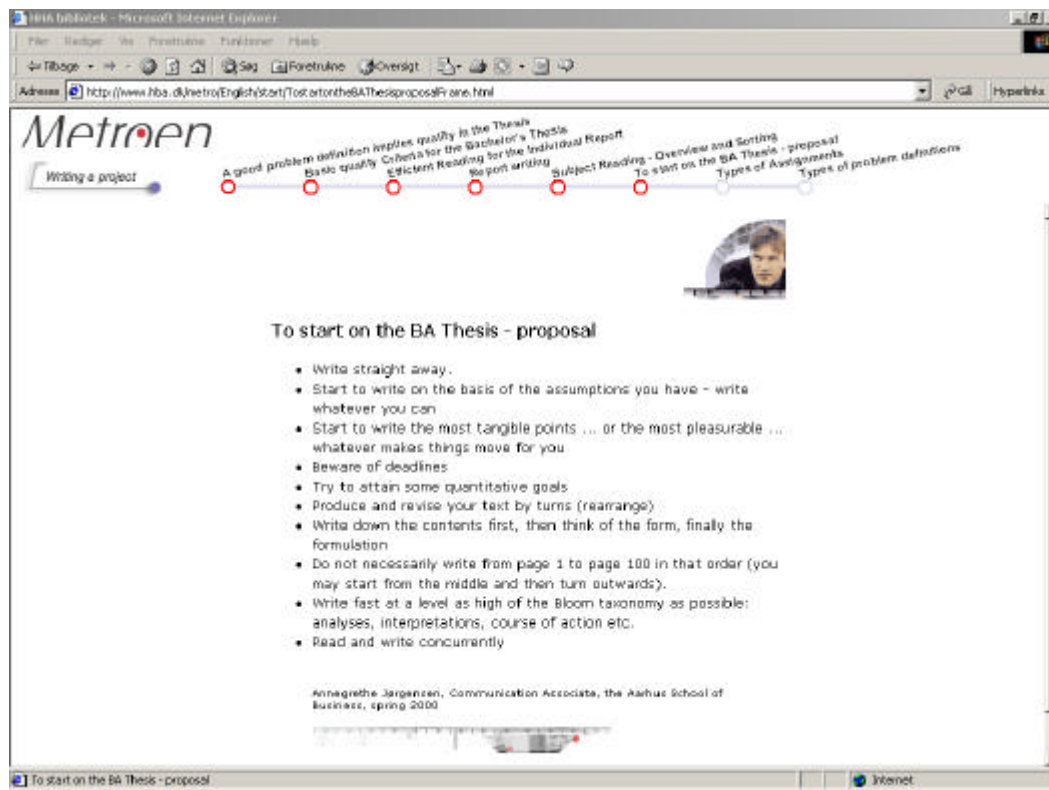 HHA bibliotek - Microsoft Internet Explorer
Filer Rediger Vis Foretrukne Funktioner Hjælp
Tilbage Søg Foretrukne Oversigt
Adresse http://www.hba.dk/metro/English/start/TostartontheBAThesisproposalFrame.html Gå Hyperlinks
Metroen
Writing a project
A good problem definition implies quality in the Thesis
Basic quality Criteria for the Bachelor's Thesis
Efficient Reading for the Individual Report
Report writing
Subject Reading - Overview and Sorting
To start on the BA Thesis - proposal
Types of Assignments
Types of problem definitions
To start on the BA Thesis - proposal
• Write straight away.
• Start to write on the basis of the assumptions you have - write
whatever you can
• Start to write the most tangible points ... or the most pleasurable ...
whatever makes things move for you
• Beware of deadlines
• Try to attain some quantitative goals
• Produce and revise your text by turns (rearrange)
• Write down the contents first, then think of the form, finally the
formulation
• Do not necessarily write from page 1 to page 100 in that order (you
may start from the middle and then turn outwards).
• Write fast at a level as high of the Bloom taxonomy as possible:
analyses, interpretations, course of action etc.
• Read and write concurrently
Annegrethe Jørgensen, Communication Associate, the Aarhus School of
Business, spring 2000
To start on the BA Thesis - proposal Internet